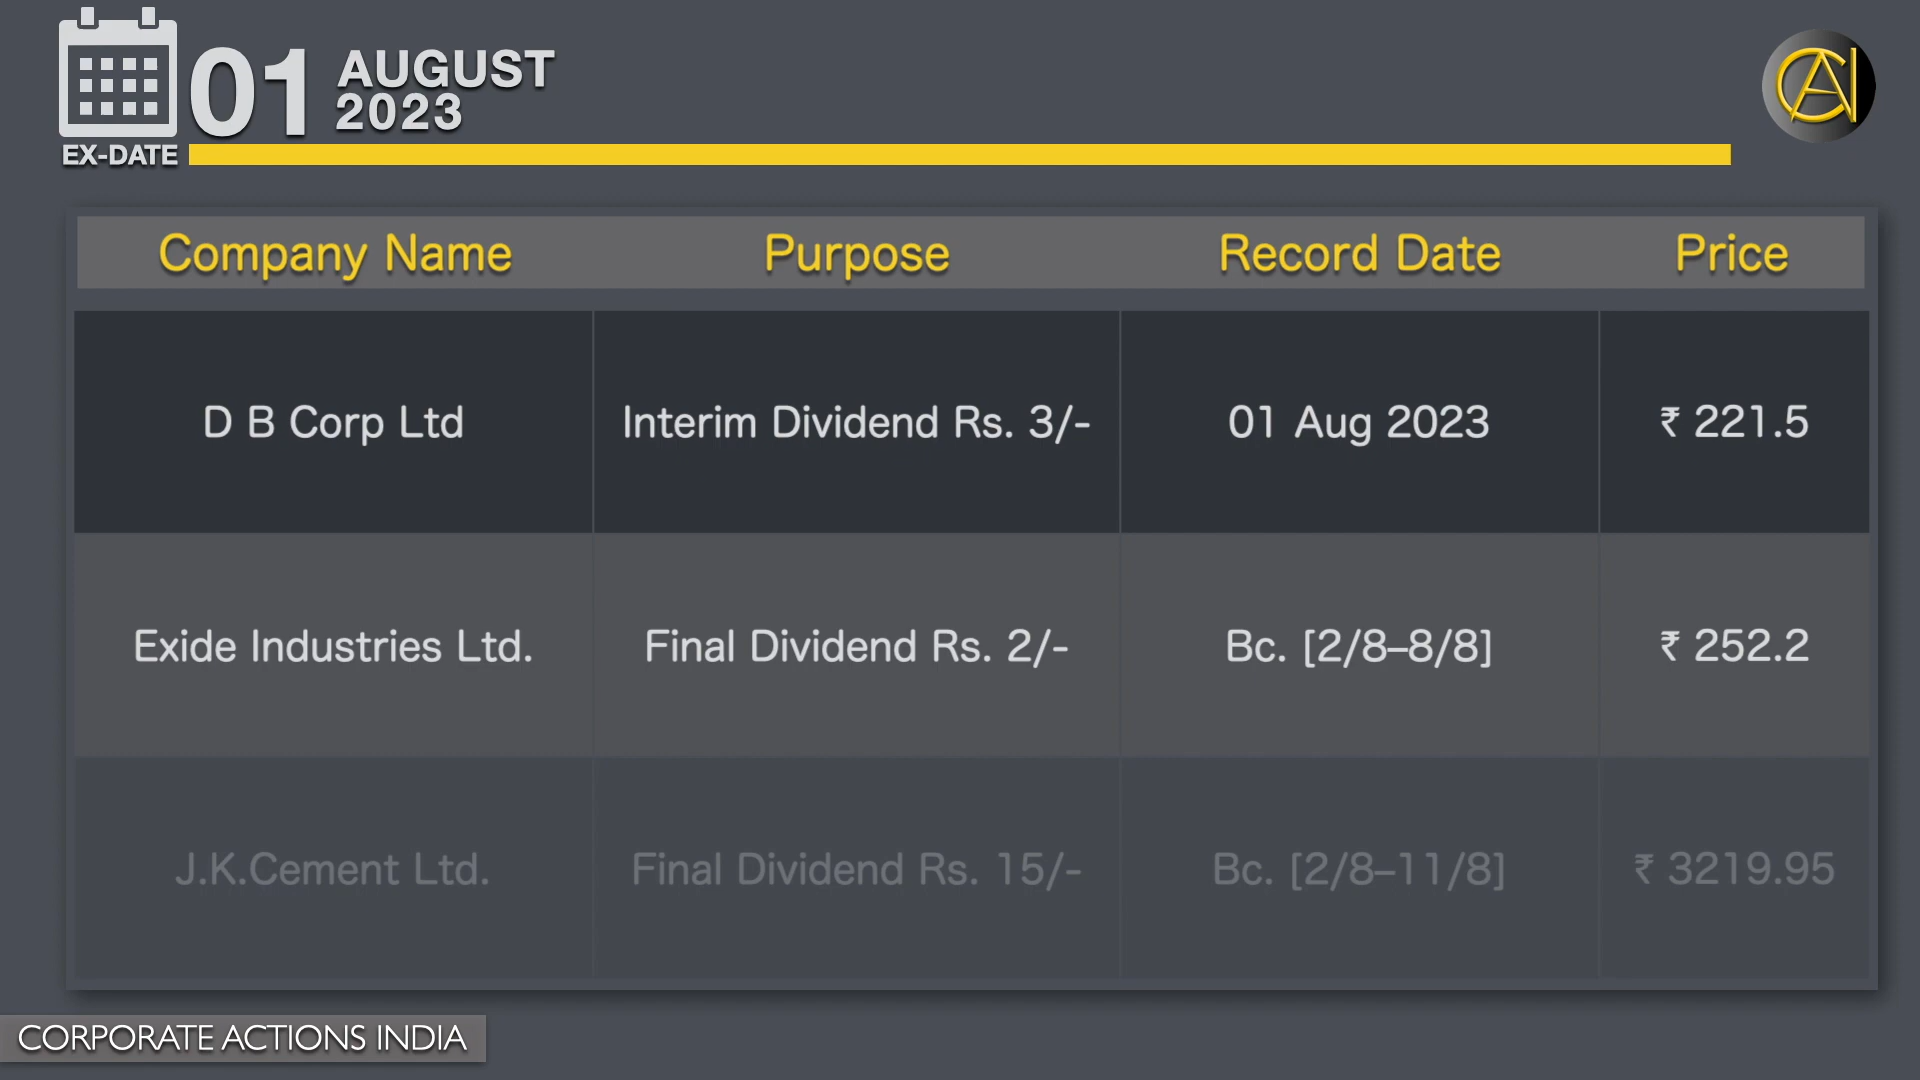 01 AUGUST
2023
EX-DATE
CAI
Company Name Purpose Record Date Price
D B Corp Ltd Interim Dividend Rs. 3/- 01 Aug 2023 ₹ 221.5
Exide Industries Ltd. Final Dividend Rs. 2/- Bc. [2/8–8/8] ₹ 252.2
J.K.Cement Ltd. Final Dividend Rs. 15/- Bc. [2/8–11/8] ₹ 3219.95
CORPORATE ACTIONS INDIA